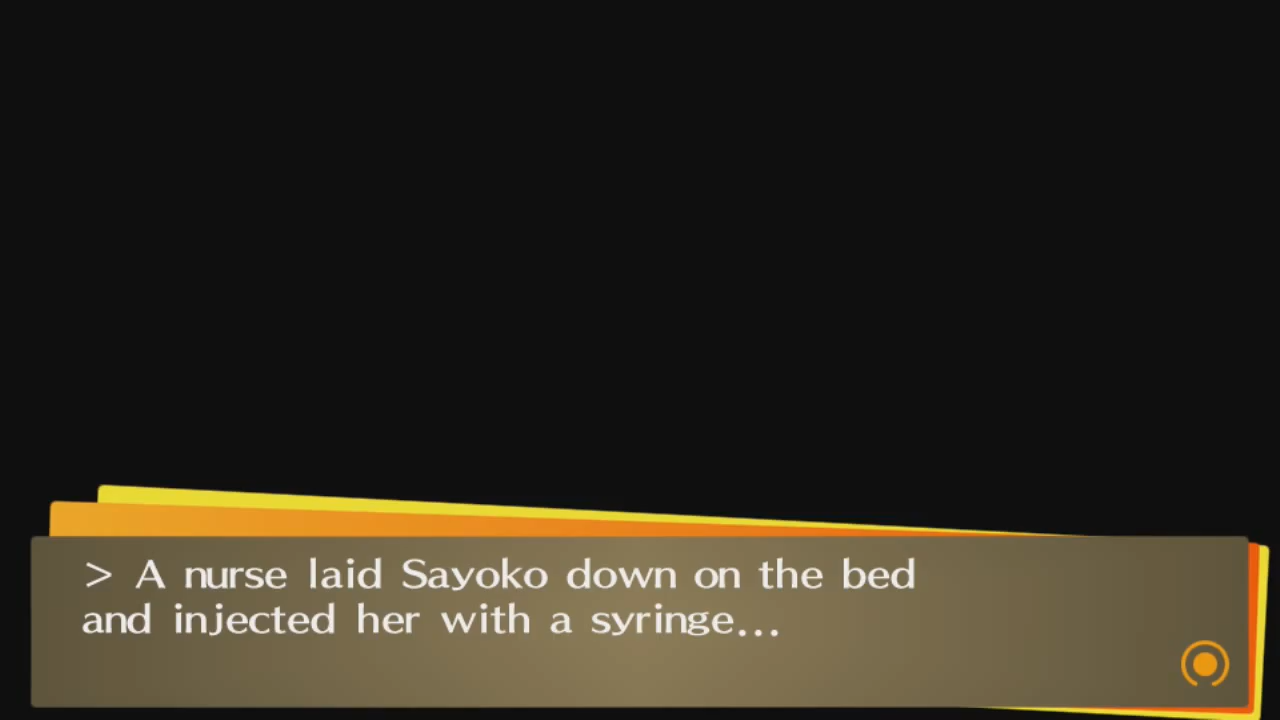 > A nurse laid Sayoko down on the bed
and injected her with a syringe...